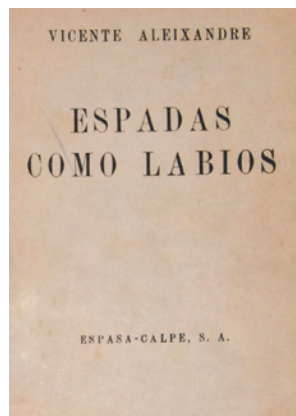 VICENTE ALEIXANDRE
ESPADAS
COMO LABIOS
ESPASA-CALPE, S. A.